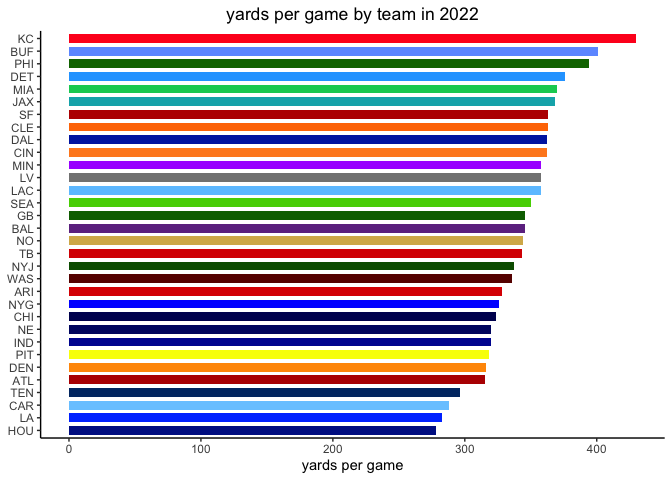 yards per game by team in 2022
KC
BUF
PHI
DET
MIA
JAX
SF
CLE
DAL
CIN
MIN
LV
LAC
SEA
GB
BAL
NO
TB
NYJ
WAS
ARI
NYG
CHI
NE
IND
PIT
DEN
ATL
TEN
CAR
LA
HOU
0 100 200 300 400
yards per game